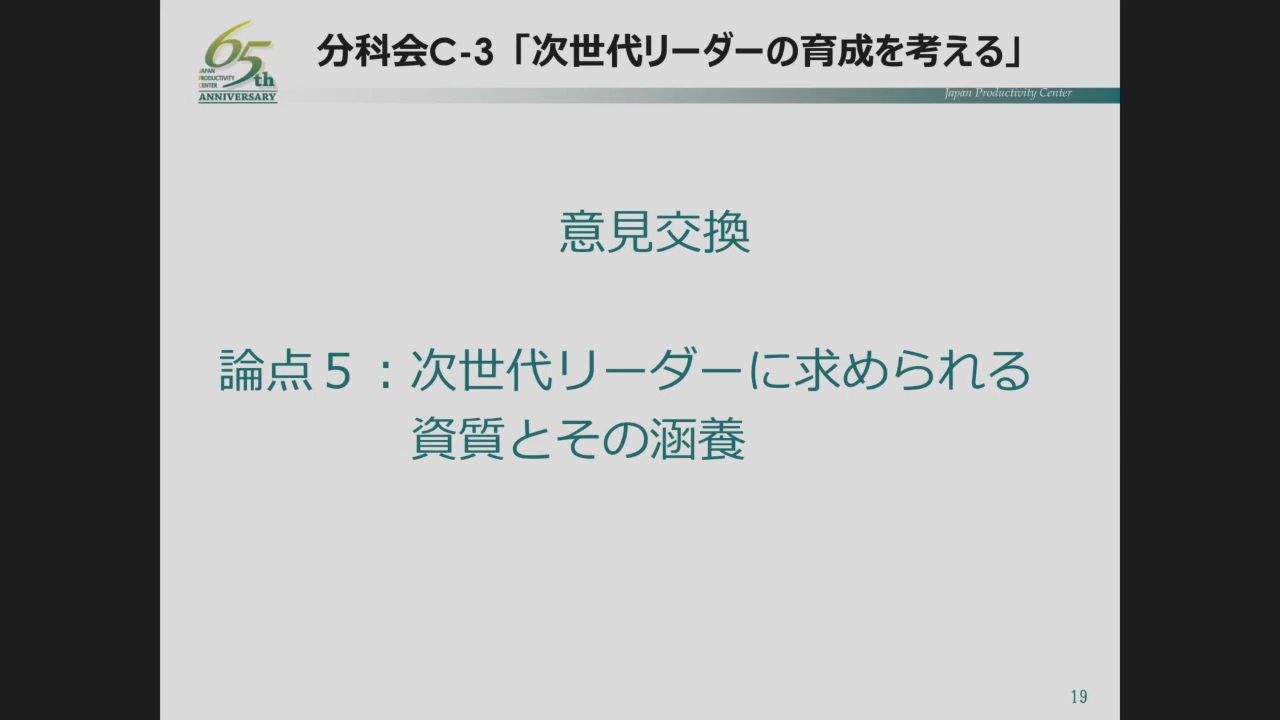 65th
JAPAN
PRODUCTIVITY
CENTER
ANNIVERSARY
分科会C-3「次世代リーダーの育成を考える」
Japan Productivity Center
意見交換
論点５：次世代リーダーに求められる
資質とその涵養
19